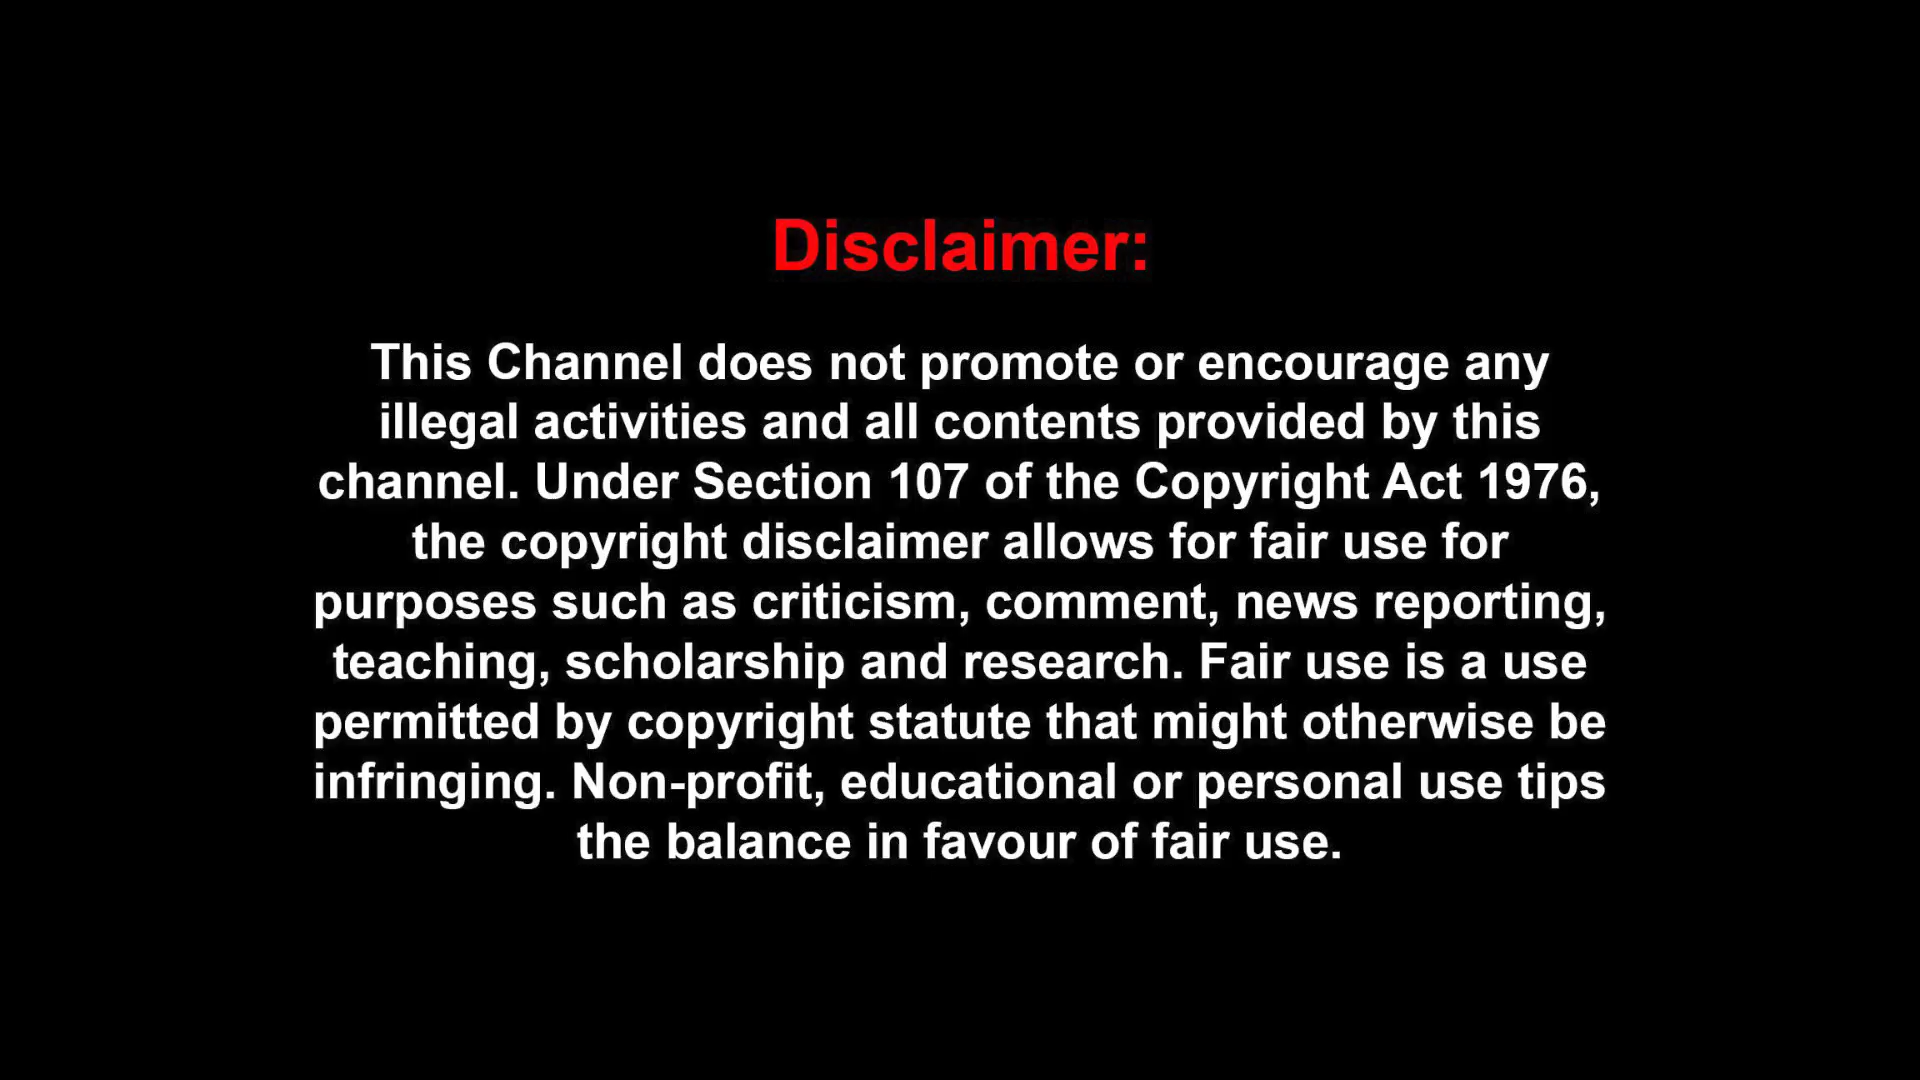 Disclaimer:
This Channel does not promote or encourage any
illegal activities and all contents provided by this
channel. Under Section 107 of the Copyright Act 1976,
the copyright disclaimer allows for fair use for
purposes such as criticism, comment, news reporting,
teaching, scholarship and research. Fair use is a use
permitted by copyright statute that might otherwise be
infringing. Non-profit, educational or personal use tips
the balance in favour of fair use.